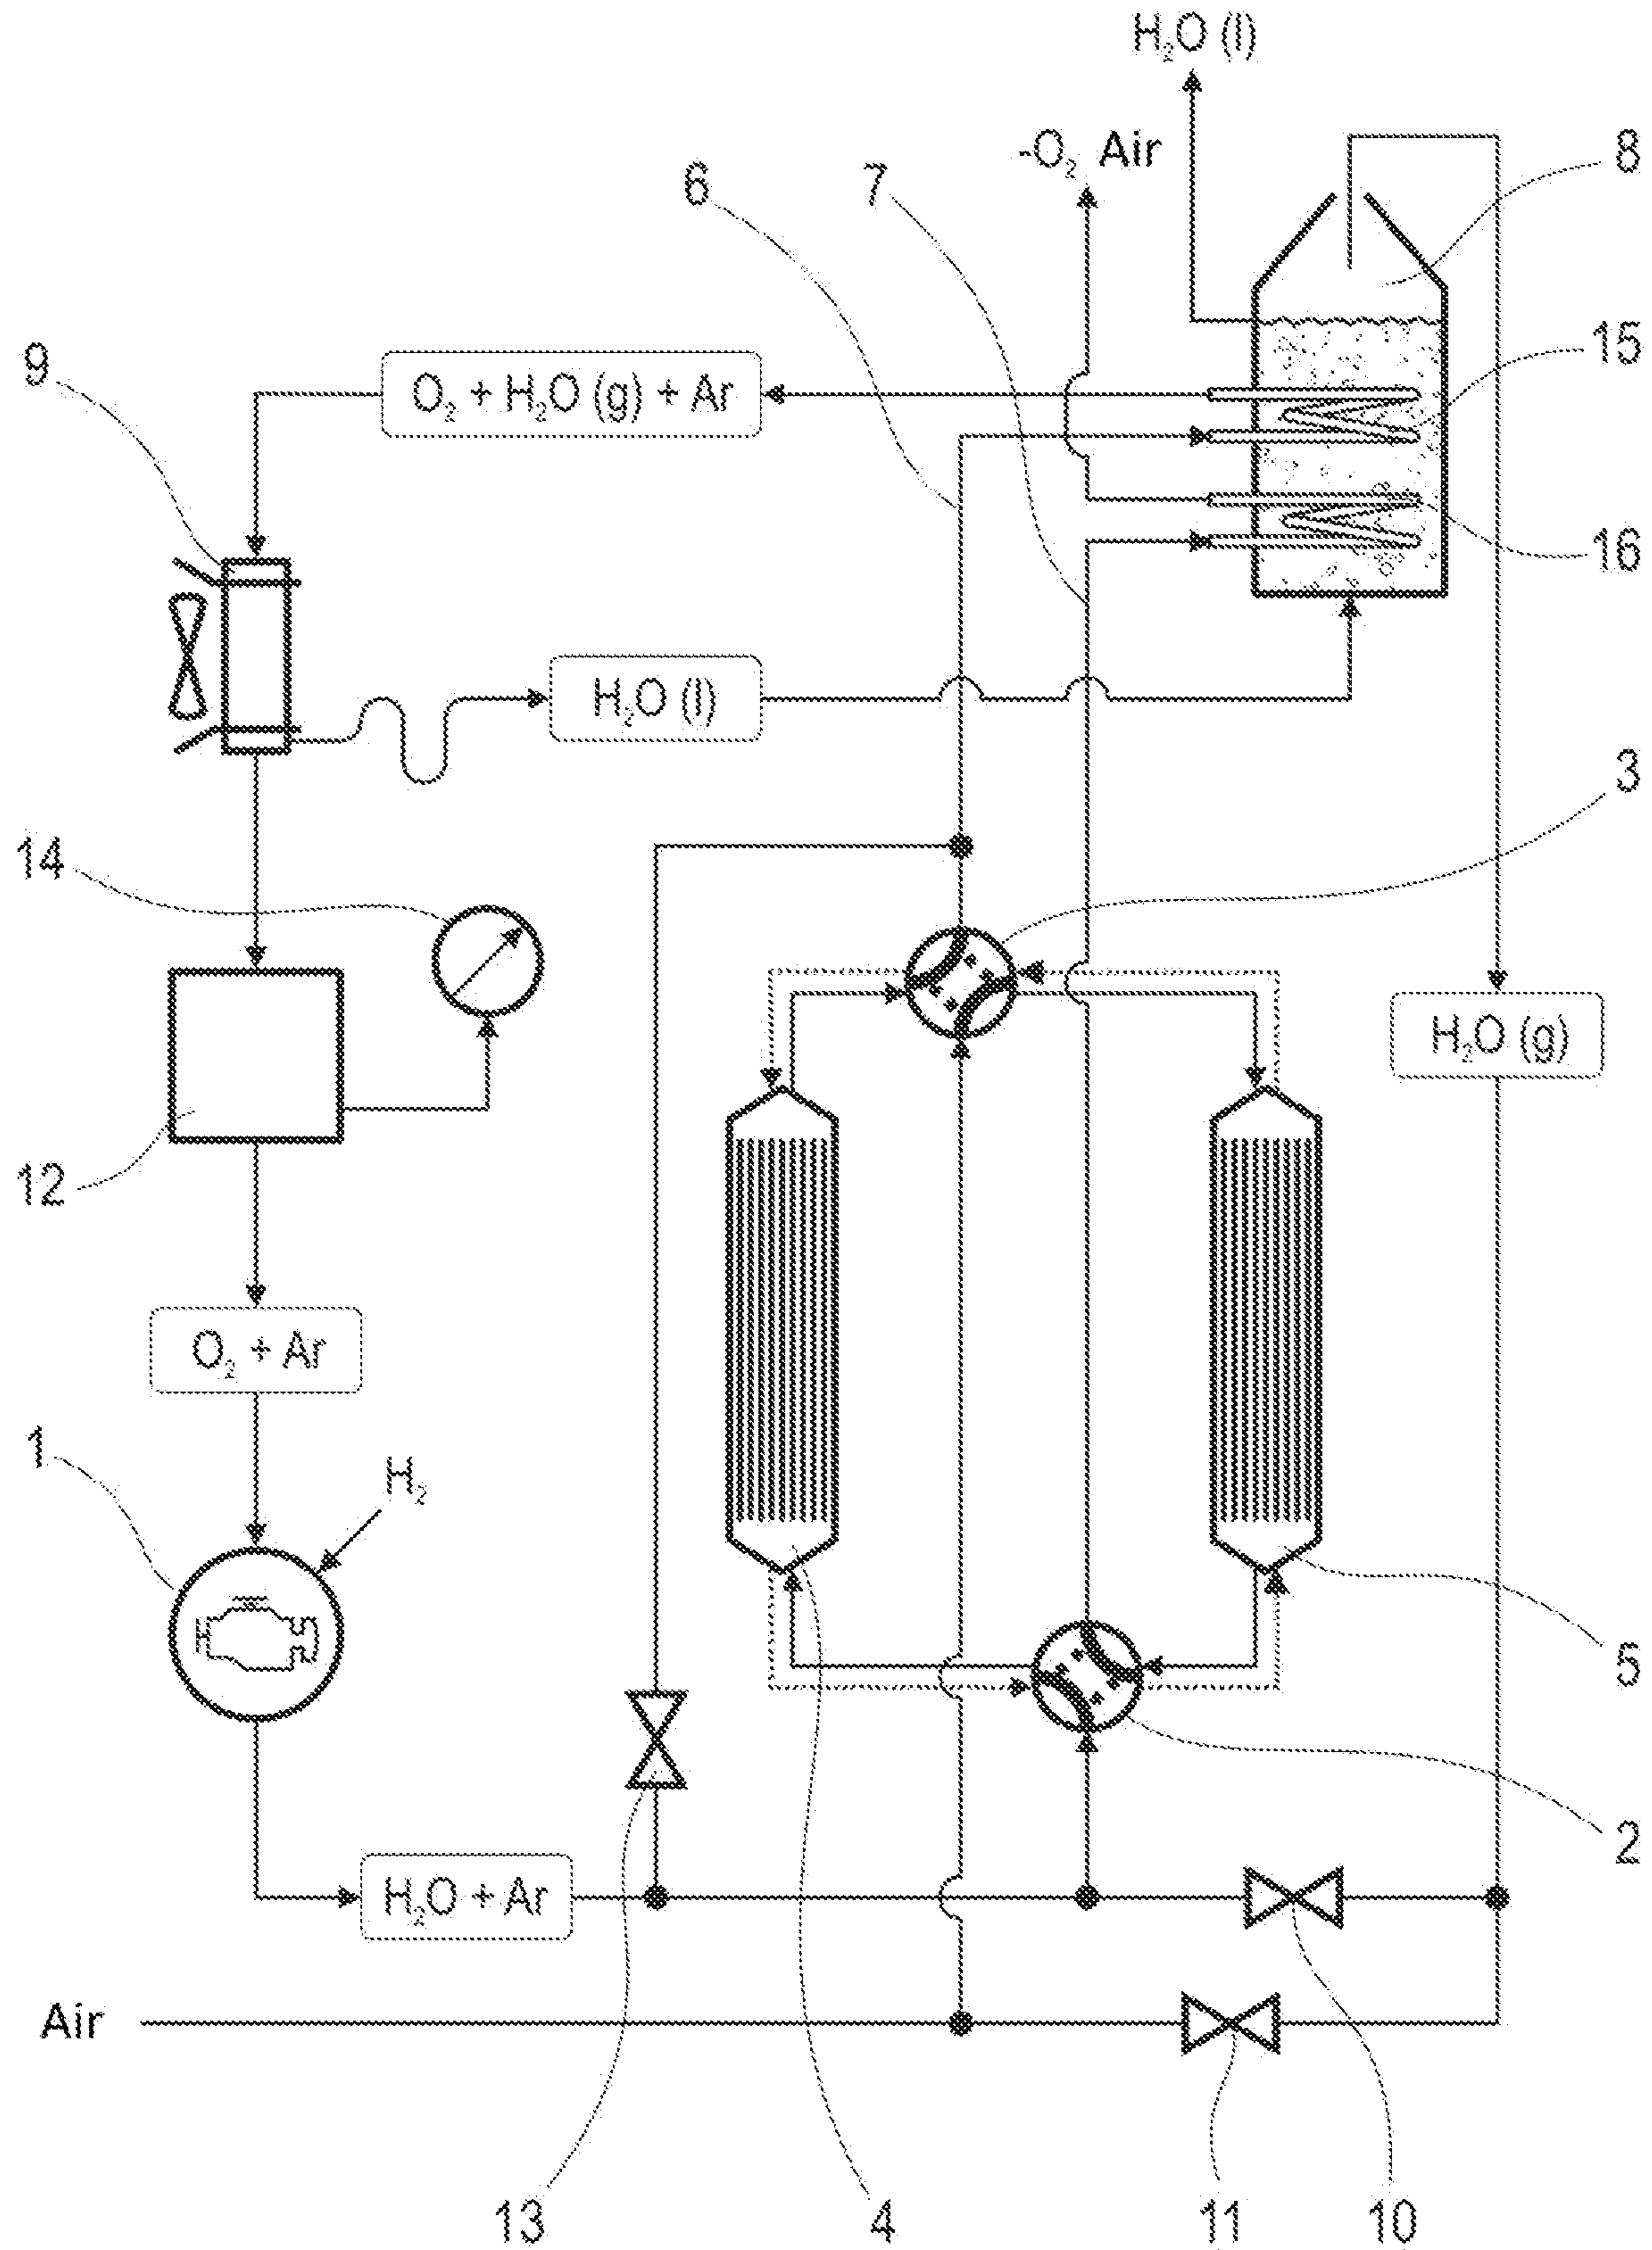 H₂O (l)
-O₂ Air
8
6
7
15
9
O₂ + H₂O (g) + Ar
16
H₂O (l)
3
14
H₂O (g)
12
O₂ + Ar
1
H₂
5
2
H₂O + Ar
Air
13
4
11
10